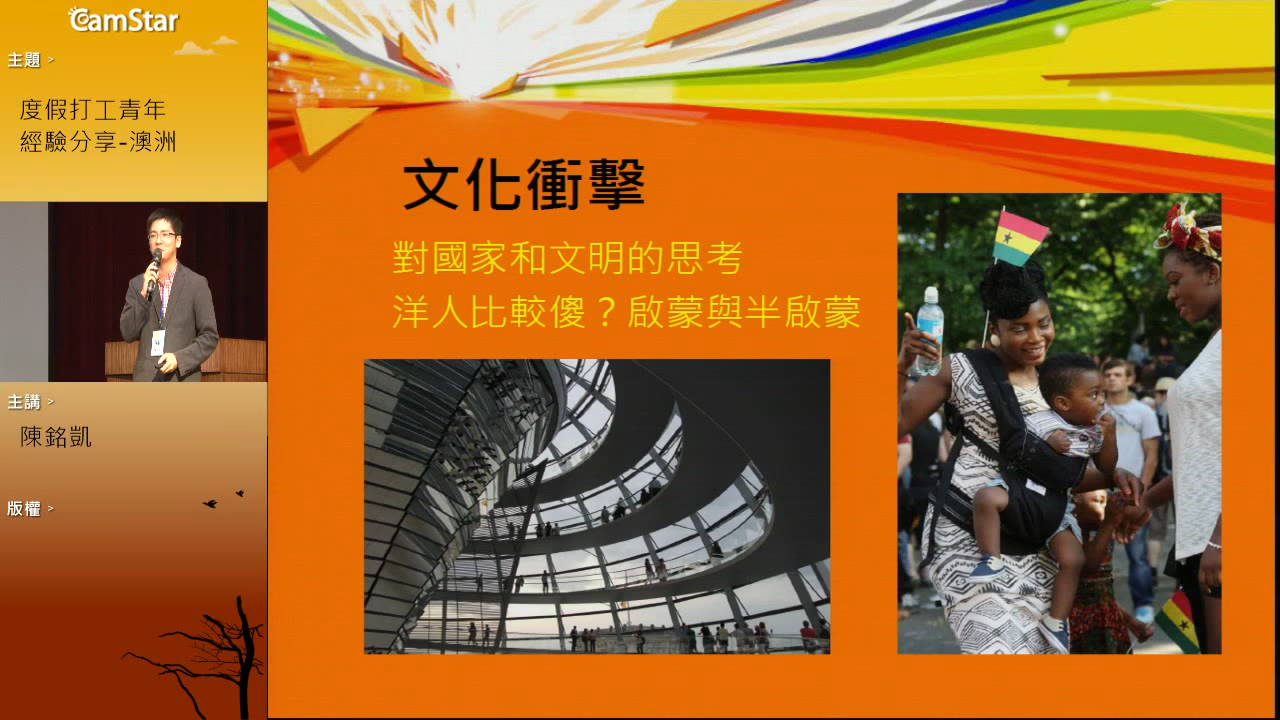 CamStar
主題 >
度假打工青年
經驗分享-澳洲
主講 >
陳銘凱
版權 >
文化衝擊
對國家和文明的思考
洋人比較傻？啟蒙與半啟蒙